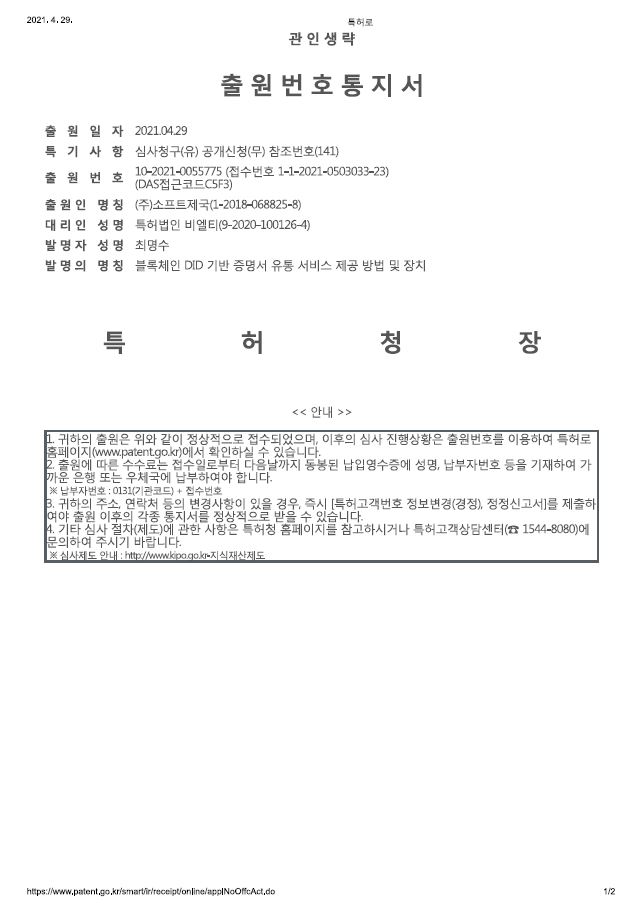 2021. 4. 29.
특허로
관 인 생 략
출 원 번 호 통 지 서
출 원 일 자 2021.04.29
특 기 사 항 심사청구(유) 공개신청(무) 참조번호(141)
출 원 번 호 10-2021-0055775 (접수번호 1-1-2021-0503033-23)
(DAS접근코드C5F3)
출 원 인 명 칭 (주)소프트제국(1-2018-068825-8)
대 리 인 성 명 특허법인 비엘티(9-2020-100126-4)
발 명 자 성 명 최명수
발 명 의 명 칭 블록체인 DID 기반 증명서 유통 서비스 제공 방법 및 장치
특 허 청 장
<< 안내 >>
1. 귀하의 출원은 위와 같이 정상적으로 접수되었으며, 이후의 심사 진행상황은 출원번호를 이용하여 특허로
홈페이지(www.patent.go.kr)에서 확인하실 수 있습니다.
2. 출원에 따른 수수료는 접수일로부터 다음날까지 동봉된 납입영수증에 성명, 납부자번호 등을 기재하여 가
까운 은행 또는 우체국에 납부하여야 합니다.
※ 납부자번호 : 0131(기관코드) + 접수번호
3. 귀하의 주소, 연락처 등의 변경사항이 있을 경우, 즉시 [특허고객번호 정보변경(경정), 정정신고서]를 제출하
여야 출원 이후의 각종 통지서를 정상적으로 받을 수 있습니다.
4. 기타 심사 절차(제도)에 관한 사항은 특허청 홈페이지를 참고하시거나 특허고객상담센터(☎ 1544-8080)에
문의하여 주시기 바랍니다.
※ 심사제도 안내 : http://www.kipo.go.kr-지식재산제도
https://www.patent.go.kr/smart/ir/receipt/online/applNoOffcAct.do
1/2